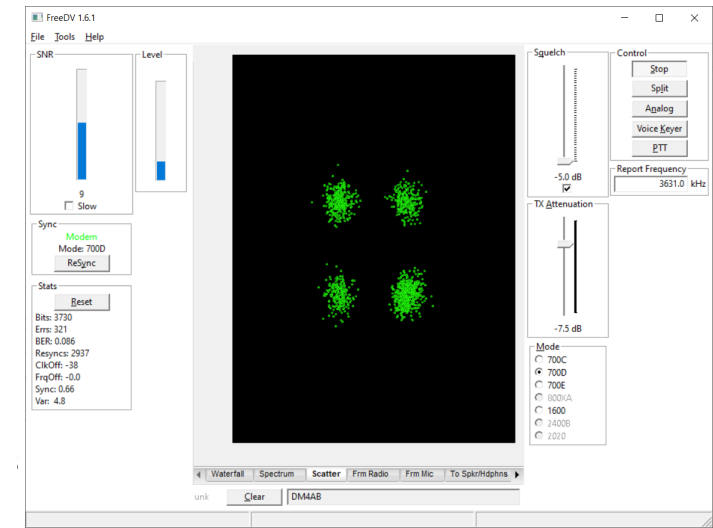 FreeDV 1.6.1
File Tools Help
SNR
9
Slow
Level
Sync
Modem
Mode: 700D
ReSync
Stats
Reset
Bits: 3730
Errs: 321
BER: 0.086
Resyncs: 2937
ClkOff: -38
FrqOff: -0.0
Sync: 0.66
Var: 4.8
Waterfall Spectrum Scatter Frm Radio Frm Mic To Spkr/Hdphns
unk Clear DM4AB
Squelch
-5.0 dB
TX Attenuation
-7.5 dB
Mode
700C
700D
700E
800XA
1600
2400B
2020
Control
Stop
Split
Analog
Voice Keyer
PTT
Report Frequency
3631.0 kHz